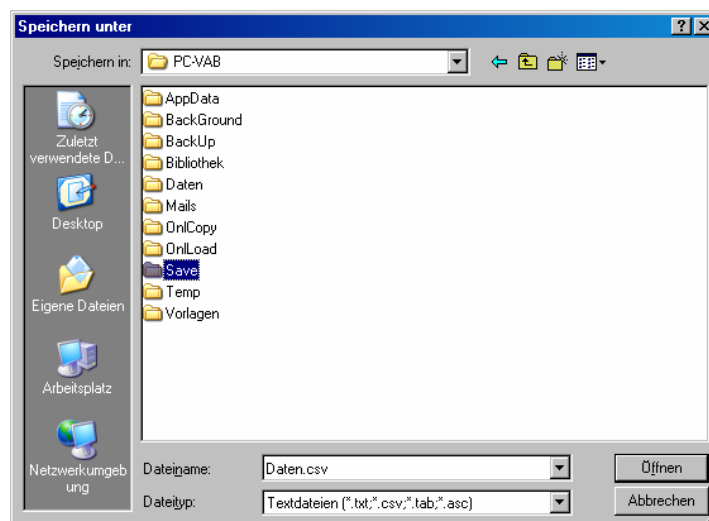 Speichern unter
Speichern in: PC-VAB
Zuletzt
verwendete D...
Desktop
Eigene Dateien
Arbeitsplatz
Netzwerkumgeb
ung
AppData
BackGround
BackUp
Bibliothek
Daten
Mails
OnlCopy
OnlLoad
Save
Temp
Vorlagen
Dateiname: Daten.csv Öffnen
Dateityp: Textdateien (*.txt;*.csv;*.tab;*.asc) Abbrechen